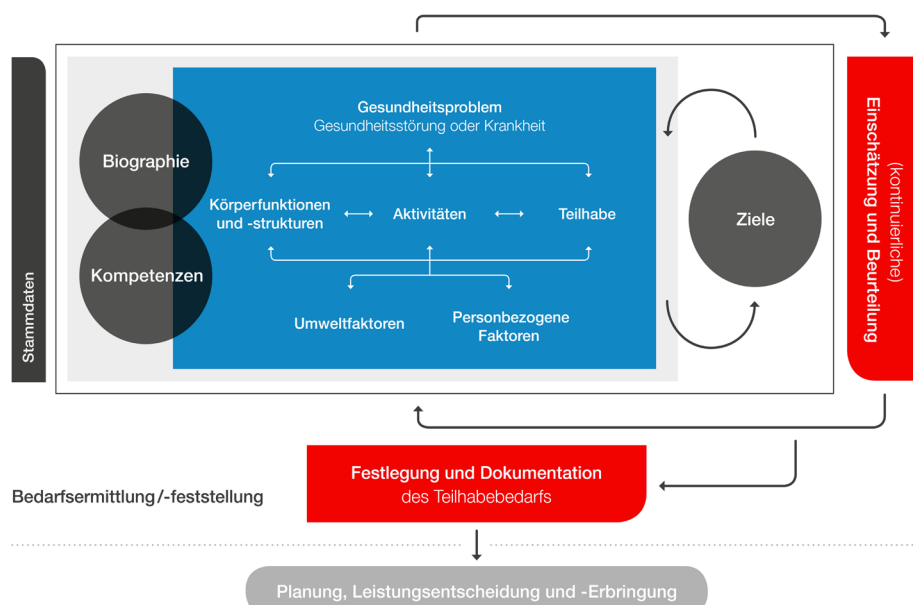 Stammdaten
Biographie
Kompetenzen
Gesundheitsproblem
Gesundheitsstörung oder Krankheit
Körperfunktionen
und -strukturen
Aktivitäten
Teilhabe
Umweltfaktoren
Personbezogene
Faktoren
Ziele
(kontinuierliche)
Einschätzung und Beurteilung
Festlegung und Dokumentation
des Teilhabebedarfs
Bedarfsermittlung/-feststellung
Planung, Leistungsentscheidung und -Erbringung